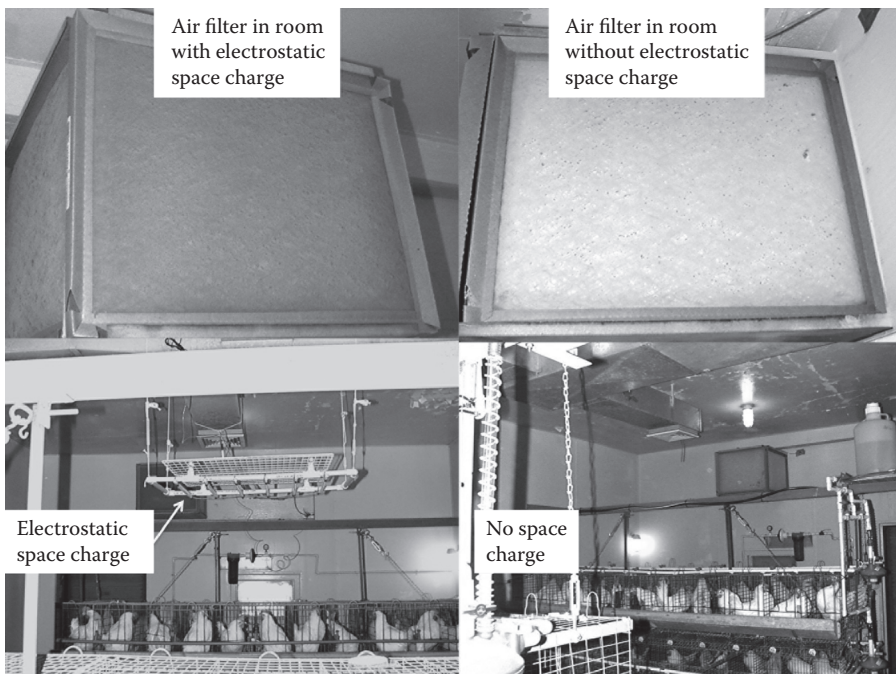 Air filter in room
with electrostatic
space charge
Air filter in room
without electrostatic
space charge
Electrostatic
space charge
No space
charge